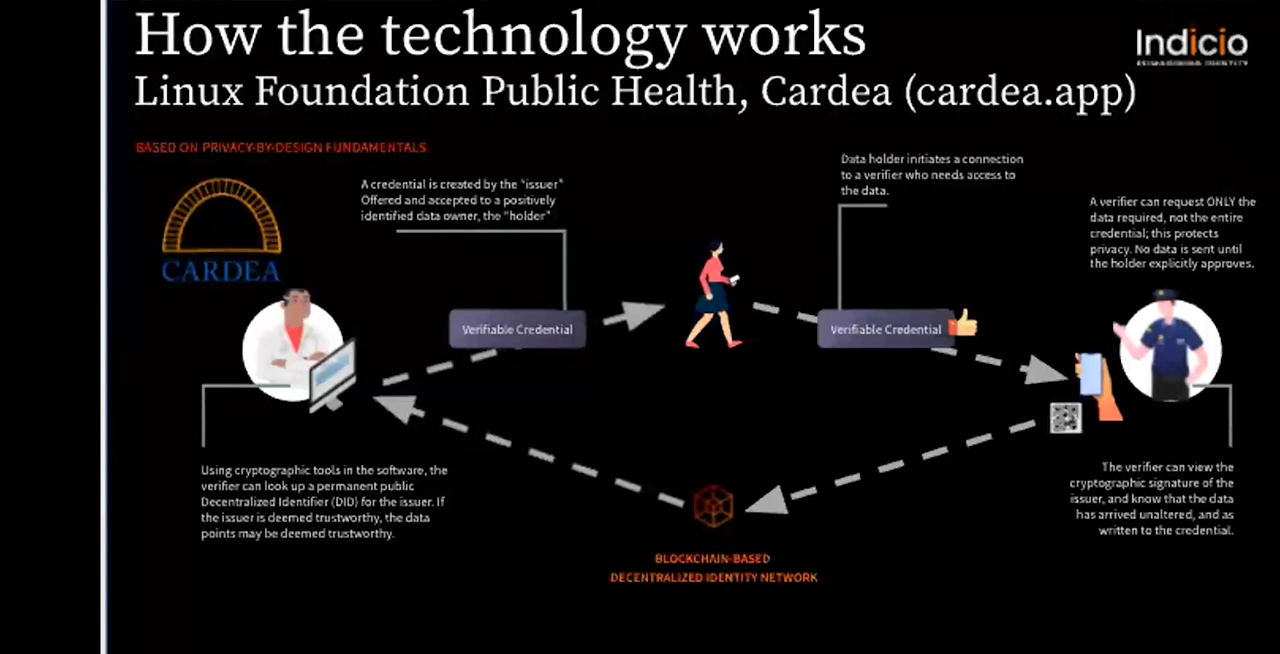 How the technology works
Linux Foundation Public Health, Cardea (cardea.app)
Indicio
REIMAGINING IDENTITY
BASED ON PRIVACY-BY-DESIGN FUNDAMENTALS
CARDEA
A credential is created by the "issuer"
Offered and accepted to a positively
identified data owner, the "holder"
Data holder initiates a connection
to a verifier who needs access to
the data.
A verifier can request ONLY the
data required, not the entire
credential; this protects
privacy. No data is sent until
the holder explicitly approves.
Verifiable Credential
Verifiable Credential
Using cryptographic tools in the software, the
verifier can look up a permanent public
Decentralized Identifier (DID) for the issuer. If
the issuer is deemed trustworthy, the data
points may be deemed trustworthy.
The verifier can view the
cryptographic signature of the
issuer, and know that the data
has arrived unaltered, and as
written to the credential.
BLOCKCHAIN-BASED
DECENTRALIZED IDENTITY NETWORK